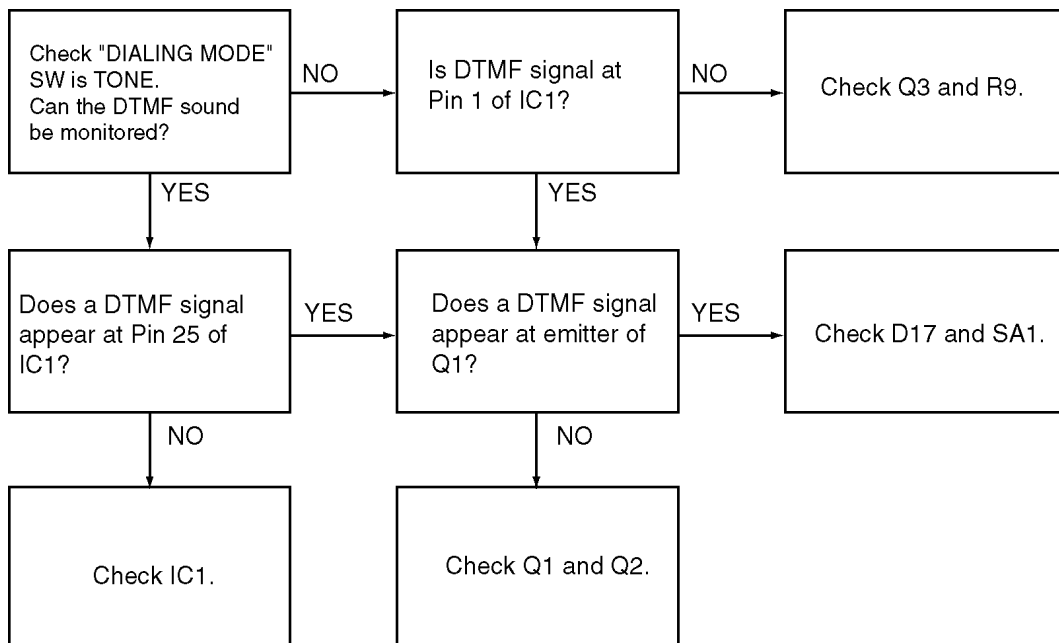 Check "DIALING MODE"
SW is TONE.
Can the DTMF sound
be monitored?
NO
Is DTMF signal at
Pin 1 of IC1?
NO
Check Q3 and R9.
YES
YES
Does a DTMF signal
appear at Pin 25 of
IC1?
YES
Does a DTMF signal
appear at emitter of
Q1?
YES
Check D17 and SA1.
NO
NO
Check IC1.
Check Q1 and Q2.